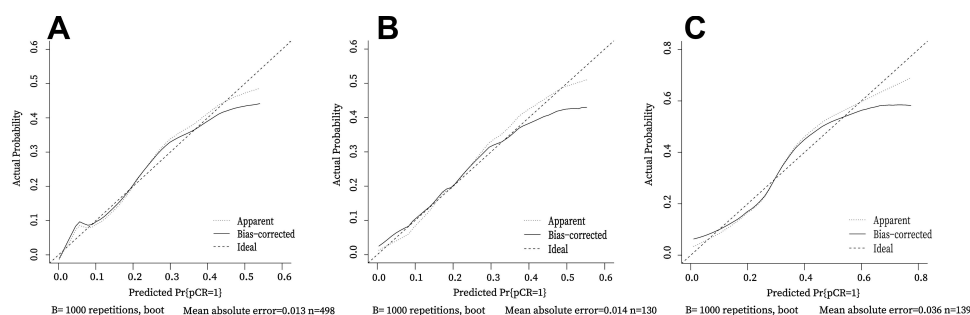 A
B
C
0.6
0.5
0.4
0.3
0.2
0.1
0.0
Actual Probability
Apparent
Bias-corrected
Ideal
0.0 0.1 0.2 0.3 0.4 0.5 0.6
Predicted Pr{pCR=1}
B= 1000 repetitions, boot Mean absolute error=0.013 n=498
0.6
0.5
0.4
0.3
0.2
0.1
0.0
Actual Probability
Apparent
Bias-corrected
Ideal
0.0 0.1 0.2 0.3 0.4 0.5 0.6
Predicted Pr{pCR=1}
B= 1000 repetitions, boot Mean absolute error=0.014 n=130
0.8
0.6
0.4
0.2
0.0
Actual Probability
Apparent
Bias-corrected
Ideal
0.0 0.2 0.4 0.6 0.8
Predicted Pr{pCR=1}
B= 1000 repetitions, boot Mean absolute error=0.036 n=139